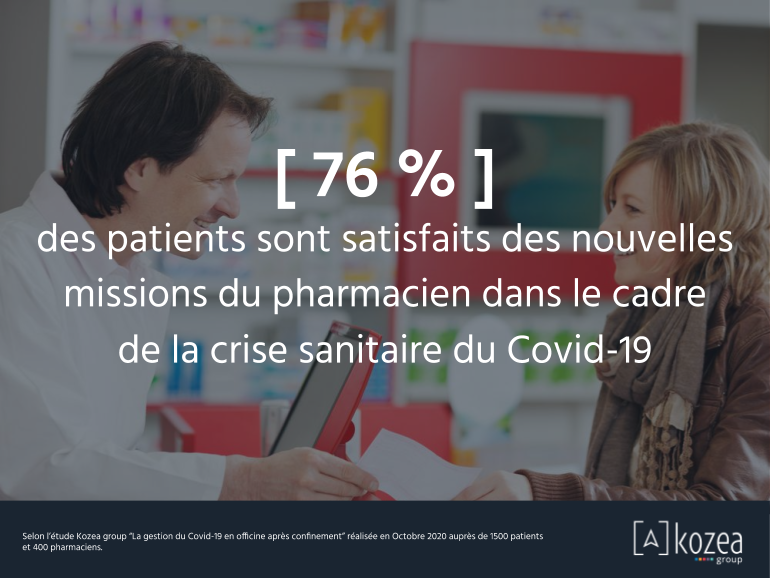 [ 76 % ]
des patients sont satisfaits des nouvelles
missions du pharmacien dans le cadre
de la crise sanitaire du Covid-19
Selon l'étude Kozea group "La gestion du Covid-19 en officine après confinement" réalisée en Octobre 2020 auprès de 1500 patients
et 400 pharmaciens.
[A] kozea
group